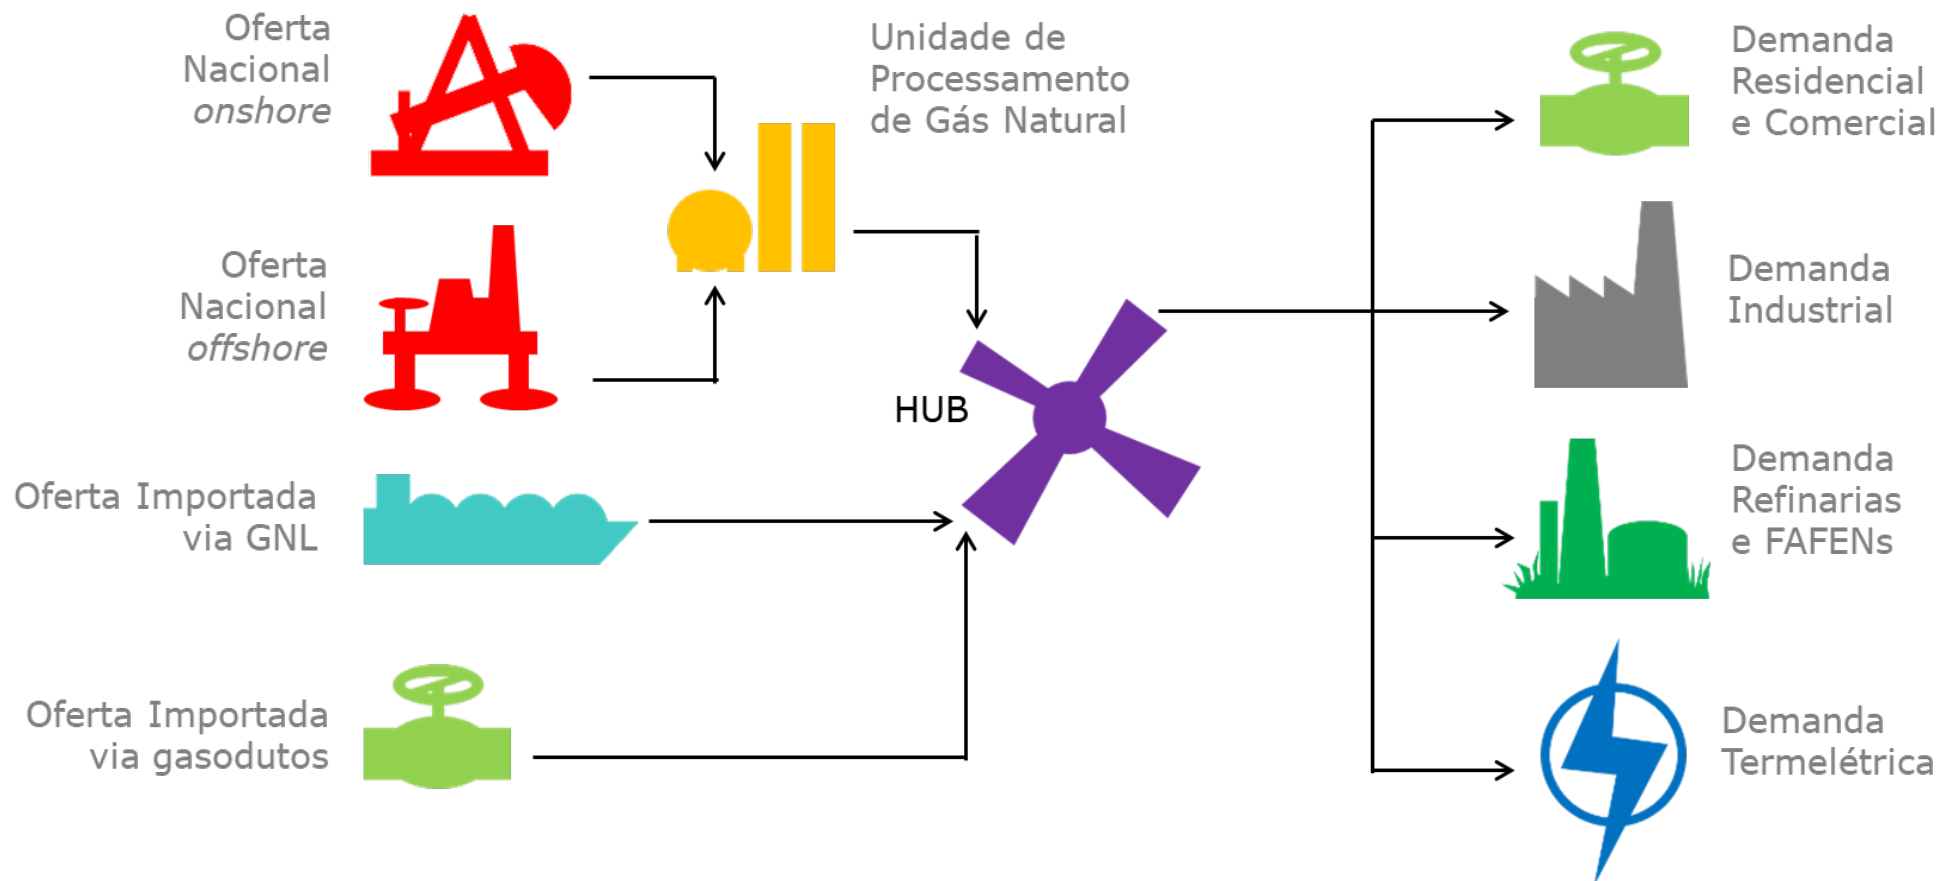 Oferta
Nacional
onshore
Unidade de
Processamento
de Gás Natural
Demanda
Residencial
e Comercial
Oferta
Nacional
offshore
Demanda
Industrial
HUB
Oferta Importada
via GNL
Demanda
Refinarias
e FAFENs
Oferta Importada
via gasodutos
Demanda
Termelétrica